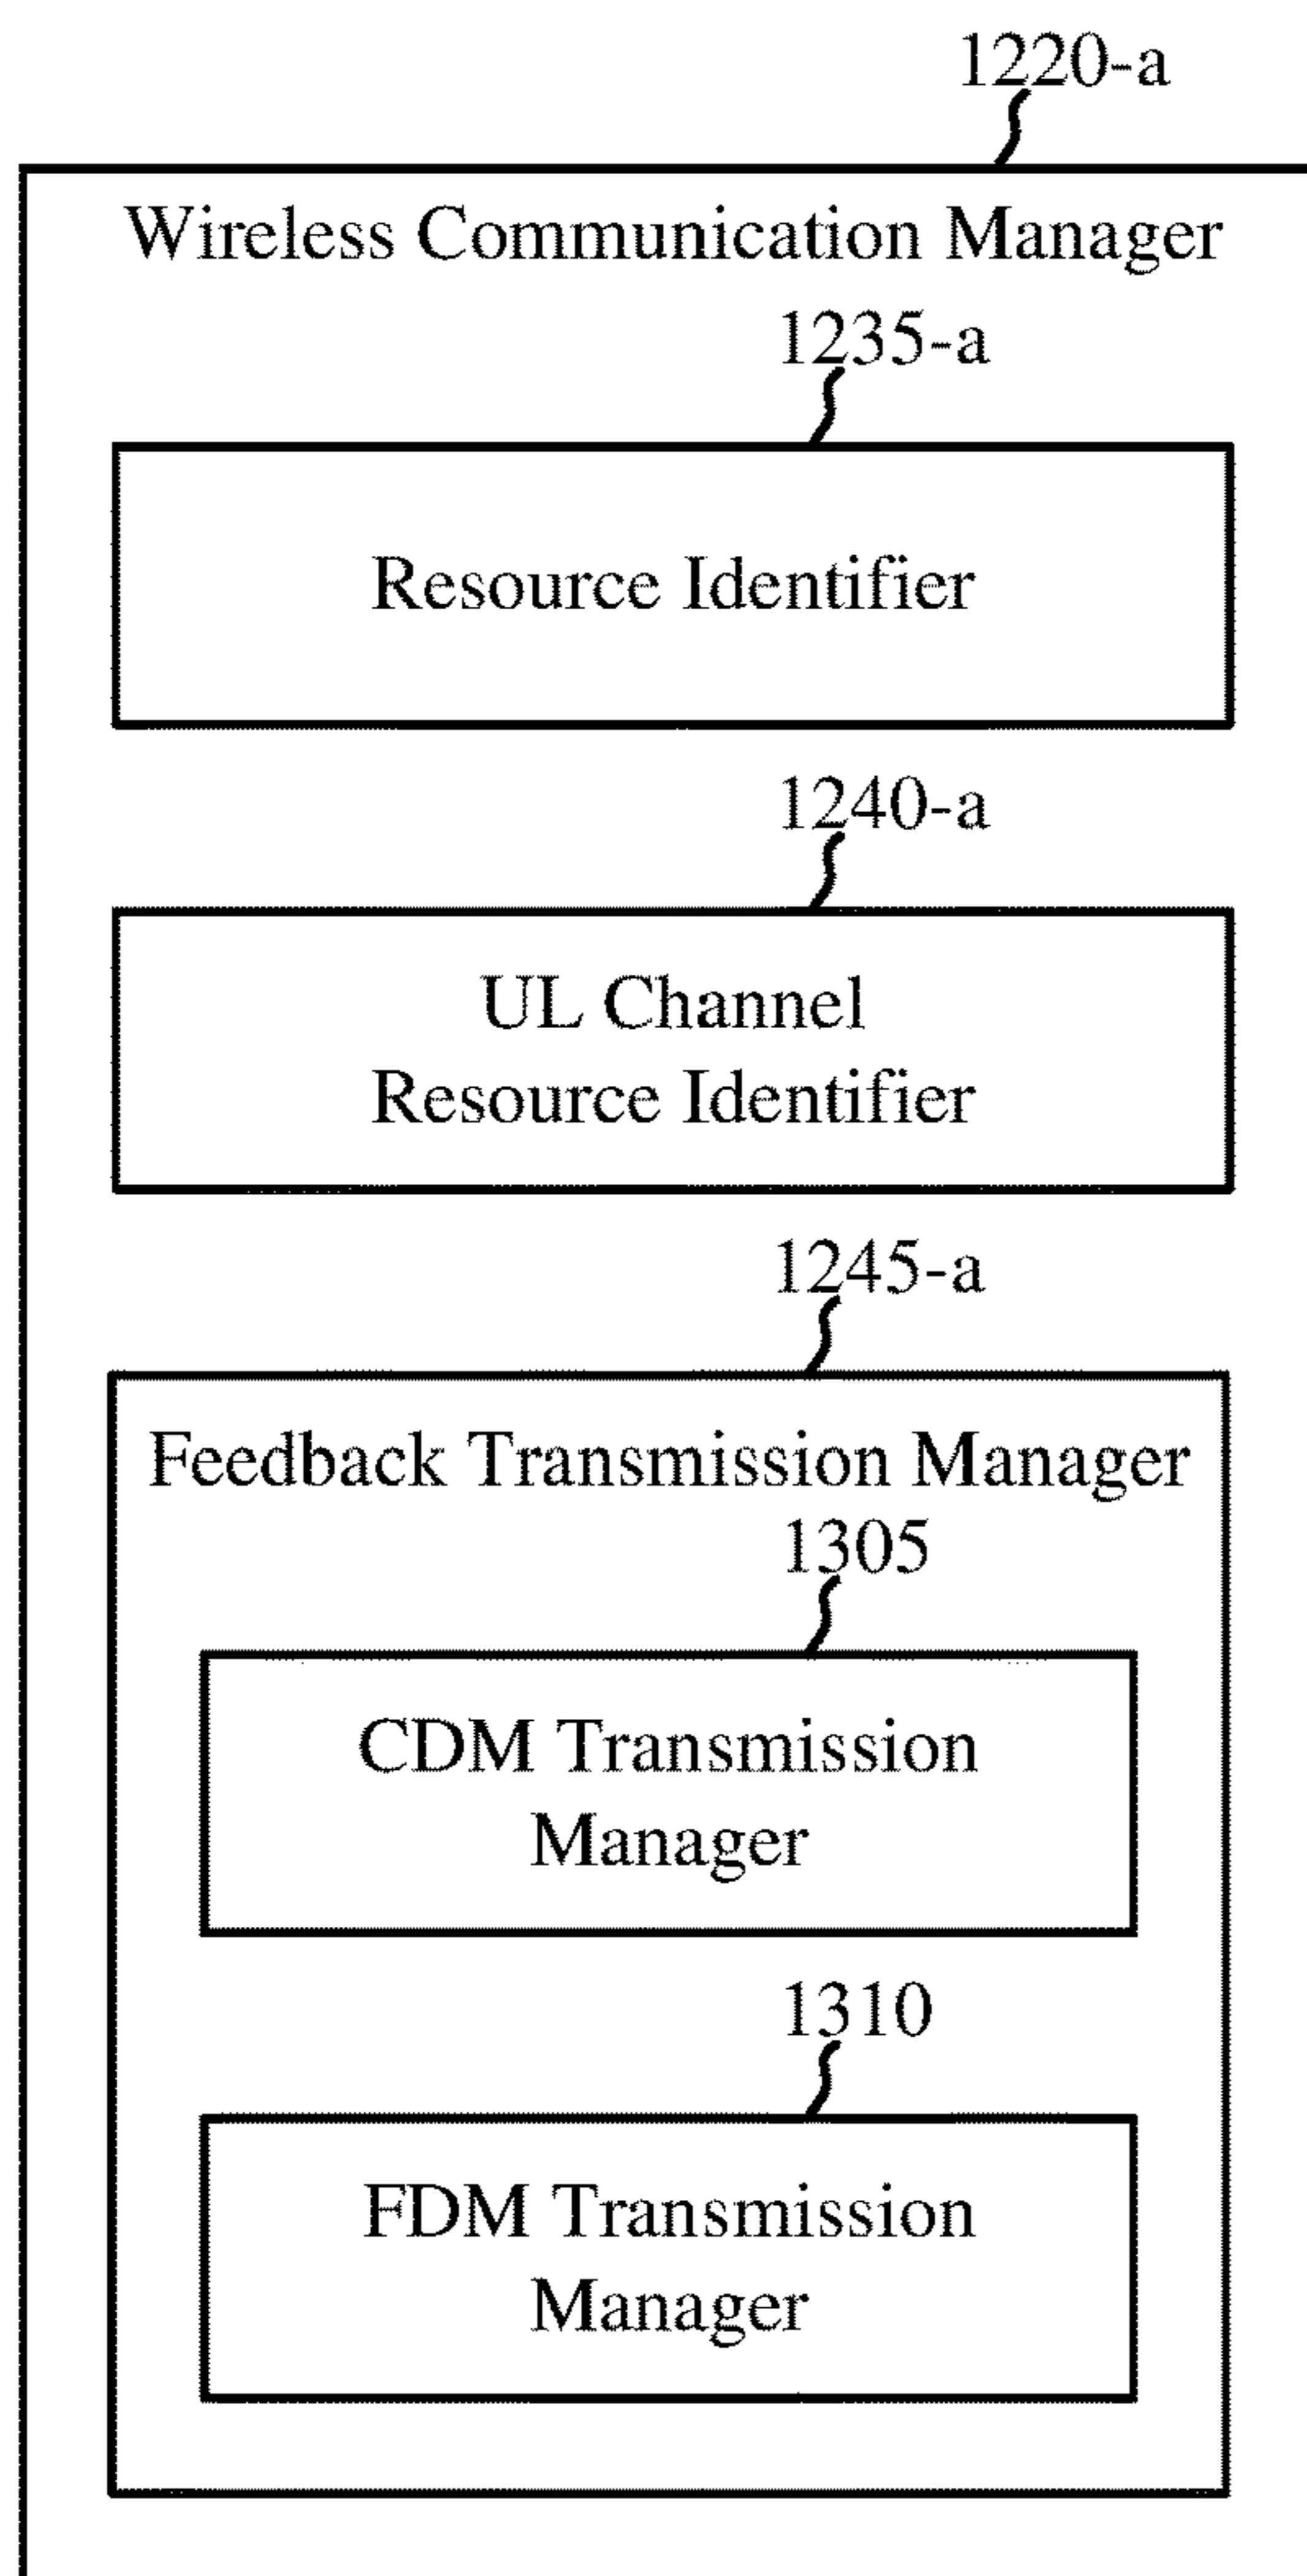 1220-a
Wireless Communication Manager
1235-a
Resource Identifier
1240-a
UL Channel
Resource Identifier
1245-a
Feedback Transmission Manager
1305
CDM Transmission
Manager
1310
FDM Transmission
Manager